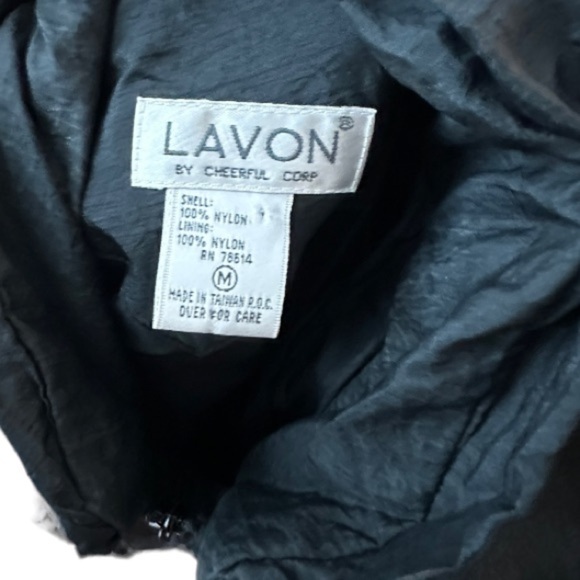 LAVON®
BY CHEERFUL CORP
SHELL:
100% NYLON
LINING:
100% NYLON
RN 78614
M
MADE IN TAIWAN R.O.C.
OVER FOR CARE